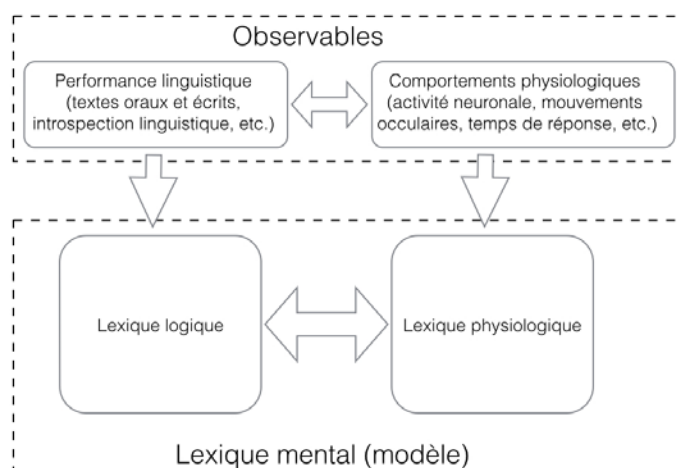 Observables
Performance linguistique
(textes oraux et écrits,
introspection linguistique, etc.)
Comportements physiologiques
(activité neuronale, mouvements
occulaires, temps de réponse, etc.)
Lexique logique
Lexique physiologique
Lexique mental (modèle)